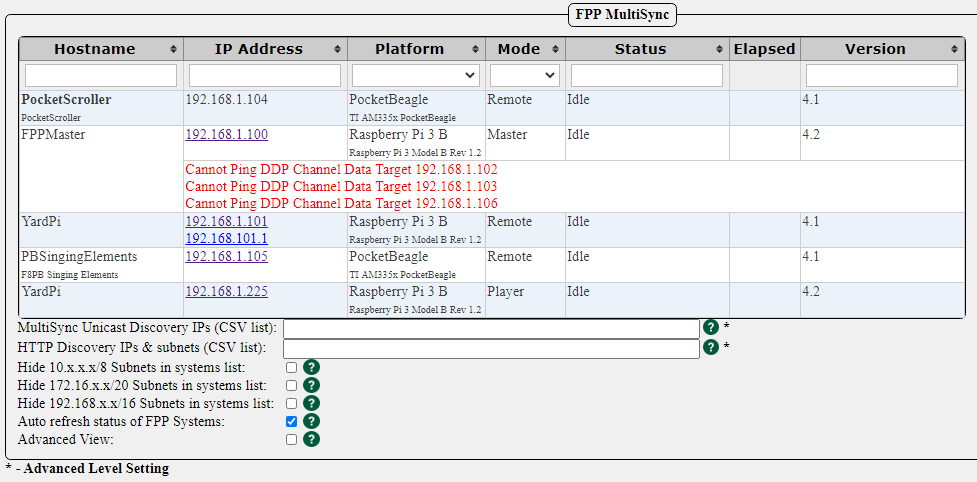 FPP MultiSync
Hostname IP Address Platform Mode Status Elapsed Version
PocketScroller 192.168.1.104 PocketBeagle Remote Idle 4.1
PocketScroller TI AM335x PocketBeagle
FPPMaster 192.168.1.100 Raspberry Pi 3 B Master Idle 4.2
Raspberry Pi 3 Model B Rev 1.2
Cannot Ping DDP Channel Data Target 192.168.1.102
Cannot Ping DDP Channel Data Target 192.168.1.103
Cannot Ping DDP Channel Data Target 192.168.1.106
YardPi 192.168.1.101 Raspberry Pi 3 B Remote Idle 4.1
192.168.101.1 Raspberry Pi 3 Model B Rev 1.2
PBSingingElements 192.168.1.105 PocketBeagle Remote Idle 4.1
F8PB Singing Elements TI AM335x PocketBeagle
YardPi 192.168.1.225 Raspberry Pi 3 B Player Idle 4.2
Raspberry Pi 3 Model B Rev 1.2
MultiSync Unicast Discovery IPs (CSV list): ? *
HTTP Discovery IPs & subnets (CSV list): ? *
Hide 10.x.x.x/8 Subnets in systems list: ?
Hide 172.16.x.x/20 Subnets in systems list: ?
Hide 192.168.x.x/16 Subnets in systems list: ?
Auto refresh status of FPP Systems: ?
Advanced View: ?
* - Advanced Level Setting